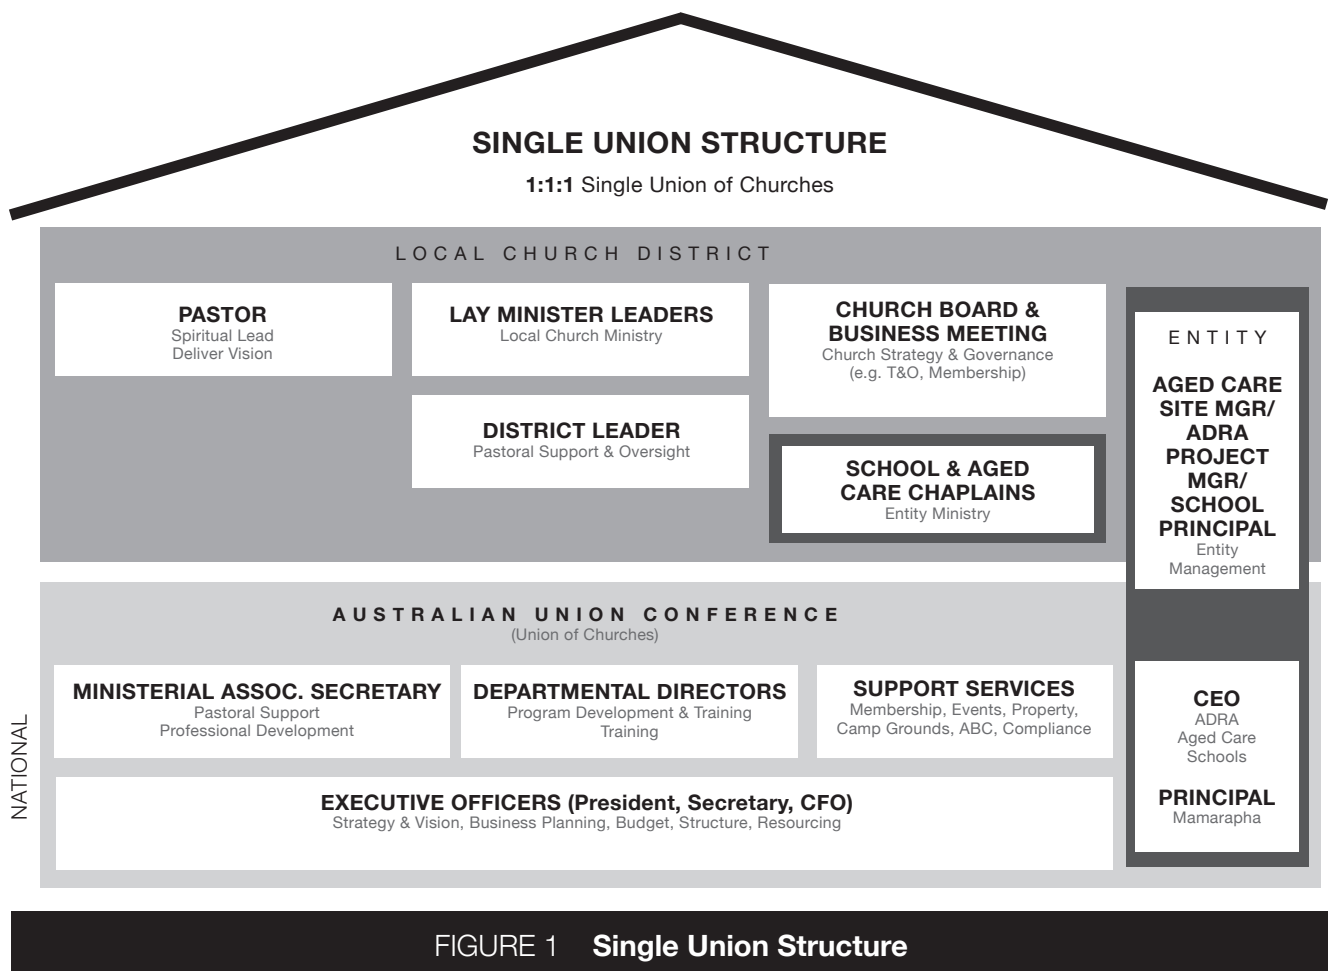 SINGLE UNION STRUCTURE
1:1:1 Single Union of Churches
LOCAL CHURCH DISTRICT
PASTOR
Spiritual Lead
Deliver Vision
LAY MINISTER LEADERS
Local Church Ministry
DISTRICT LEADER
Pastoral Support & Oversight
CHURCH BOARD &
BUSINESS MEETING
Church Strategy & Governance
(e.g. T&O, Membership)
SCHOOL & AGED
CARE CHAPLAINS
Entity Ministry
ENTITY
AGED CARE
SITE MGR/
ADRA
PROJECT
MGR/
SCHOOL
PRINCIPAL
Entity
Management
NATIONAL
AUSTRALIAN UNION CONFERENCE
(Union of Churches)
MINISTERIAL ASSOC. SECRETARY
Pastoral Support
Professional Development
DEPARTMENTAL DIRECTORS
Program Development & Training
Training
SUPPORT SERVICES
Membership, Events, Property,
Camp Grounds, ABC, Compliance
EXECUTIVE OFFICERS (President, Secretary, CFO)
Strategy & Vision, Business Planning, Budget, Structure, Resourcing
CEO
ADRA
Aged Care
Schools
PRINCIPAL
Mamarapha
FIGURE 1 Single Union Structure